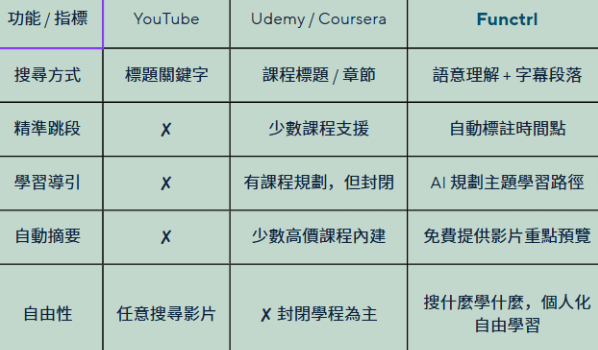 功能 / 指標 YouTube Udemy / Coursera Functrl
搜尋方式 標題關鍵字 課程標題 / 章節 語意理解 + 字幕段落
精準跳段 ✗ 少數課程支援 自動標註時間點
學習導引 ✗ 有課程規劃，但封閉 AI 規劃主題學習路徑
自動摘要 ✗ 少數高價課程內建 免費提供影片重點預覽
自由性 任意搜尋影片 ✗ 封閉學程為主 搜什麼學什麼，個人化
自由學習